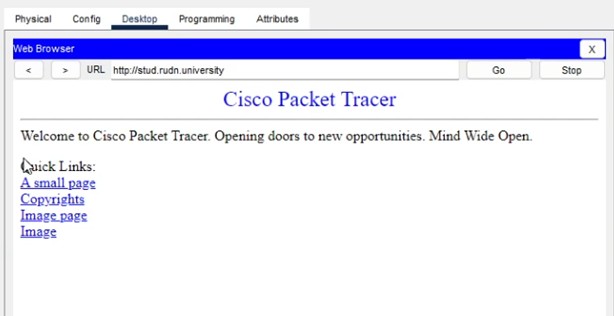 Physical Config Desktop Programming Attributes
Web Browser X
< > URL http://stud.rudn.university Go Stop
Cisco Packet Tracer
Welcome to Cisco Packet Tracer. Opening doors to new opportunities. Mind Wide Open.
Quick Links:
A small page
Copyrights
Image page
Image